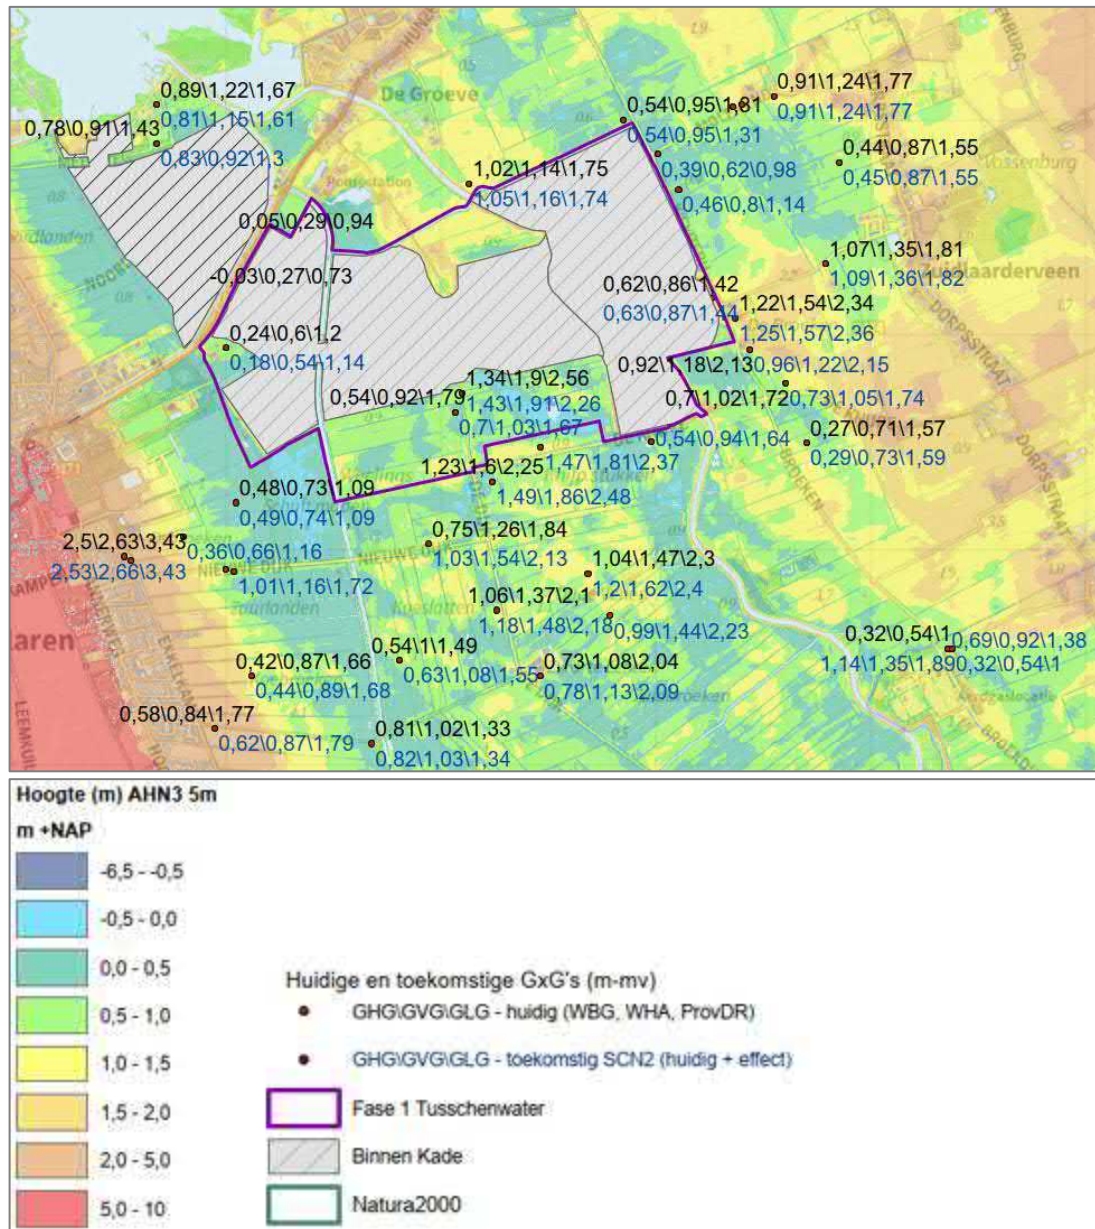 De Groeve
0,89\1,22\1,67
0,81\1,15\1,61
0,78\0,91\1,43
0,83\0,92\1,3
0,54\0,95\1,31
0,54\0,95\1,31
0,91\1,24\1,77
0,91\1,24\1,77
0,39\0,62\0,98
0,46\0,8\1,14
0,44\0,87\1,55
0,45\0,87\1,55
1,02\1,14\1,75
1,05\1,16\1,74
0,05\0,29\0,94
-0,03\0,27\0,73
1,07\1,35\1,81
1,09\1,36\1,82
Zuidlaarderveen
0,62\0,86\1,42
0,63\0,87\1,44
1,22\1,54\2,34
1,25\1,57\2,36
0,24\0,6\1,2
0,18\0,54\1,14
0,92\1,18\2,13
0,96\1,22\2,15
0,54\0,92\1,79
1,34\1,9\2,56
1,43\1,91\2,26
0,7\1,03\1,67
0,7\1,02\1,72
0,73\1,05\1,74
0,54\0,94\1,64
0,27\0,71\1,57
0,29\0,73\1,59
1,47\1,81\2,37
1,23\1,6\2,25
1,49\1,86\2,48
DORPSSTRAAT
DORPSSTRAAT
BROEKEN
0,48\0,73\1,09
0,49\0,74\1,09
2,5\2,63\3,43
2,53\2,66\3,43
0,36\0,66\1,16
1,01\1,16\1,72
0,75\1,26\1,84
1,03\1,54\2,13
1,04\1,47\2,3
1,2\1,62\2,4
1,06\1,37\2,1
1,18\1,48\2,18
0,99\1,44\2,23
Tuurlanden
laren
0,54\1\1,49
0,63\1,08\1,55
0,42\0,87\1,66
0,44\0,89\1,68
0,73\1,08\2,04
0,78\1,13\2,09
0,32\0,54\1
0,69\0,92\1,38
1,14\1,35\1,89
0,32\0,54\1
0,58\0,84\1,77
0,62\0,87\1,79
0,81\1,02\1,33
0,82\1,03\1,34
Hoogte (m) AHN3 5m
m +NAP
-6,5 - -0,5
-0,5 - 0,0
0,0 - 0,5
0,5 - 1,0
1,0 - 1,5
1,5 - 2,0
2,0 - 5,0
5,0 - 10
Huidige en toekomstige GxG's (m-mv)
GHG\GVG\GLG - huidig (WBG, WHA, ProvDR)
GHG\GVG\GLG - toekomstig SCN2 (huidig + effect)
Fase 1 Tusschenwater
Binnen Kade
Natura2000